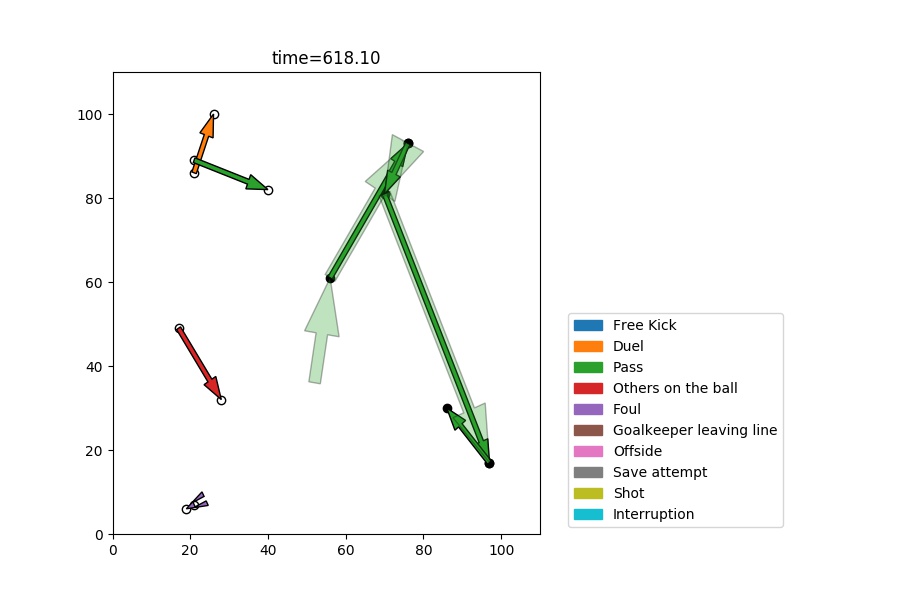 time=618.10
100
80
60
40
20
0
0 20 40 60 80 100
Free Kick
Duel
Pass
Others on the ball
Foul
Goalkeeper leaving line
Offside
Save attempt
Shot
Interruption